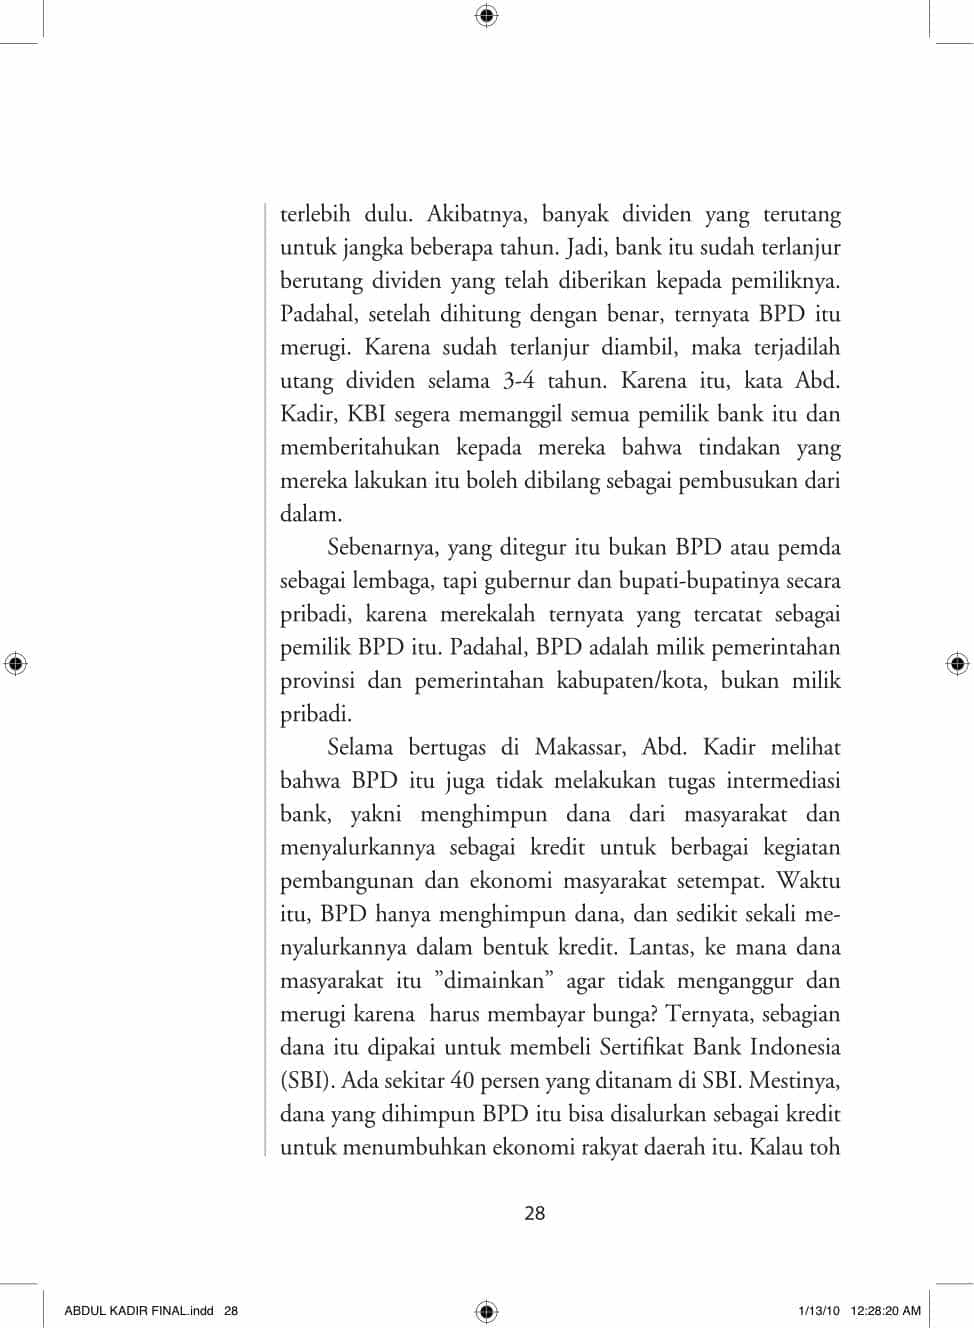 terlebih dulu. Akibatnya, banyak dividen yang terutang
untuk jangka beberapa tahun. Jadi, bank itu sudah terlanjur
berutang dividen yang telah diberikan kepada pemiliknya.
Padahal, setelah dihitung dengan benar, ternyata BPD itu
merugi. Karena sudah terlanjur diambil, maka terjadilah
utang dividen selama 3-4 tahun. Karena itu, kata Abd.
Kadir, KBI segera memanggil semua pemilik bank itu dan
memberitahukan kepada mereka bahwa tindakan yang
mereka lakukan itu boleh dibilang sebagai pembusukan dari
dalam.
Sebenarnya, yang ditegur itu bukan BPD atau pemda
sebagai lembaga, tapi gubernur dan bupati-bupatinya secara
pribadi, karena merekalah ternyata yang tercatat sebagai
pemilik BPD itu. Padahal, BPD adalah milik pemerintahan
provinsi dan pemerintahan kabupaten/kota, bukan milik
pribadi.
Selama bertugas di Makassar, Abd. Kadir melihat
bahwa BPD itu juga tidak melakukan tugas intermediasi
bank, yakni menghimpun dana dari masyarakat dan
menyalurkannya sebagai kredit untuk berbagai kegiatan
pembangunan dan ekonomi masyarakat setempat. Waktu
itu, BPD hanya menghimpun dana, dan sedikit sekali me-
nyalurkannya dalam bentuk kredit. Lantas, ke mana dana
masyarakat itu ”dimainkan” agar tidak menganggur dan
merugi karena  harus membayar bunga? Ternyata, sebagian
dana itu dipakai untuk membeli Sertifikat Bank Indonesia
(SBI). Ada sekitar 40 persen yang ditanam di SBI. Mestinya,
dana yang dihimpun BPD itu bisa disalurkan sebagai kredit
untuk menumbuhkan ekonomi rakyat daerah itu. Kalau toh
28
ABDUL KADIR FINAL.indd   28
1/13/10   12:28:20 AM